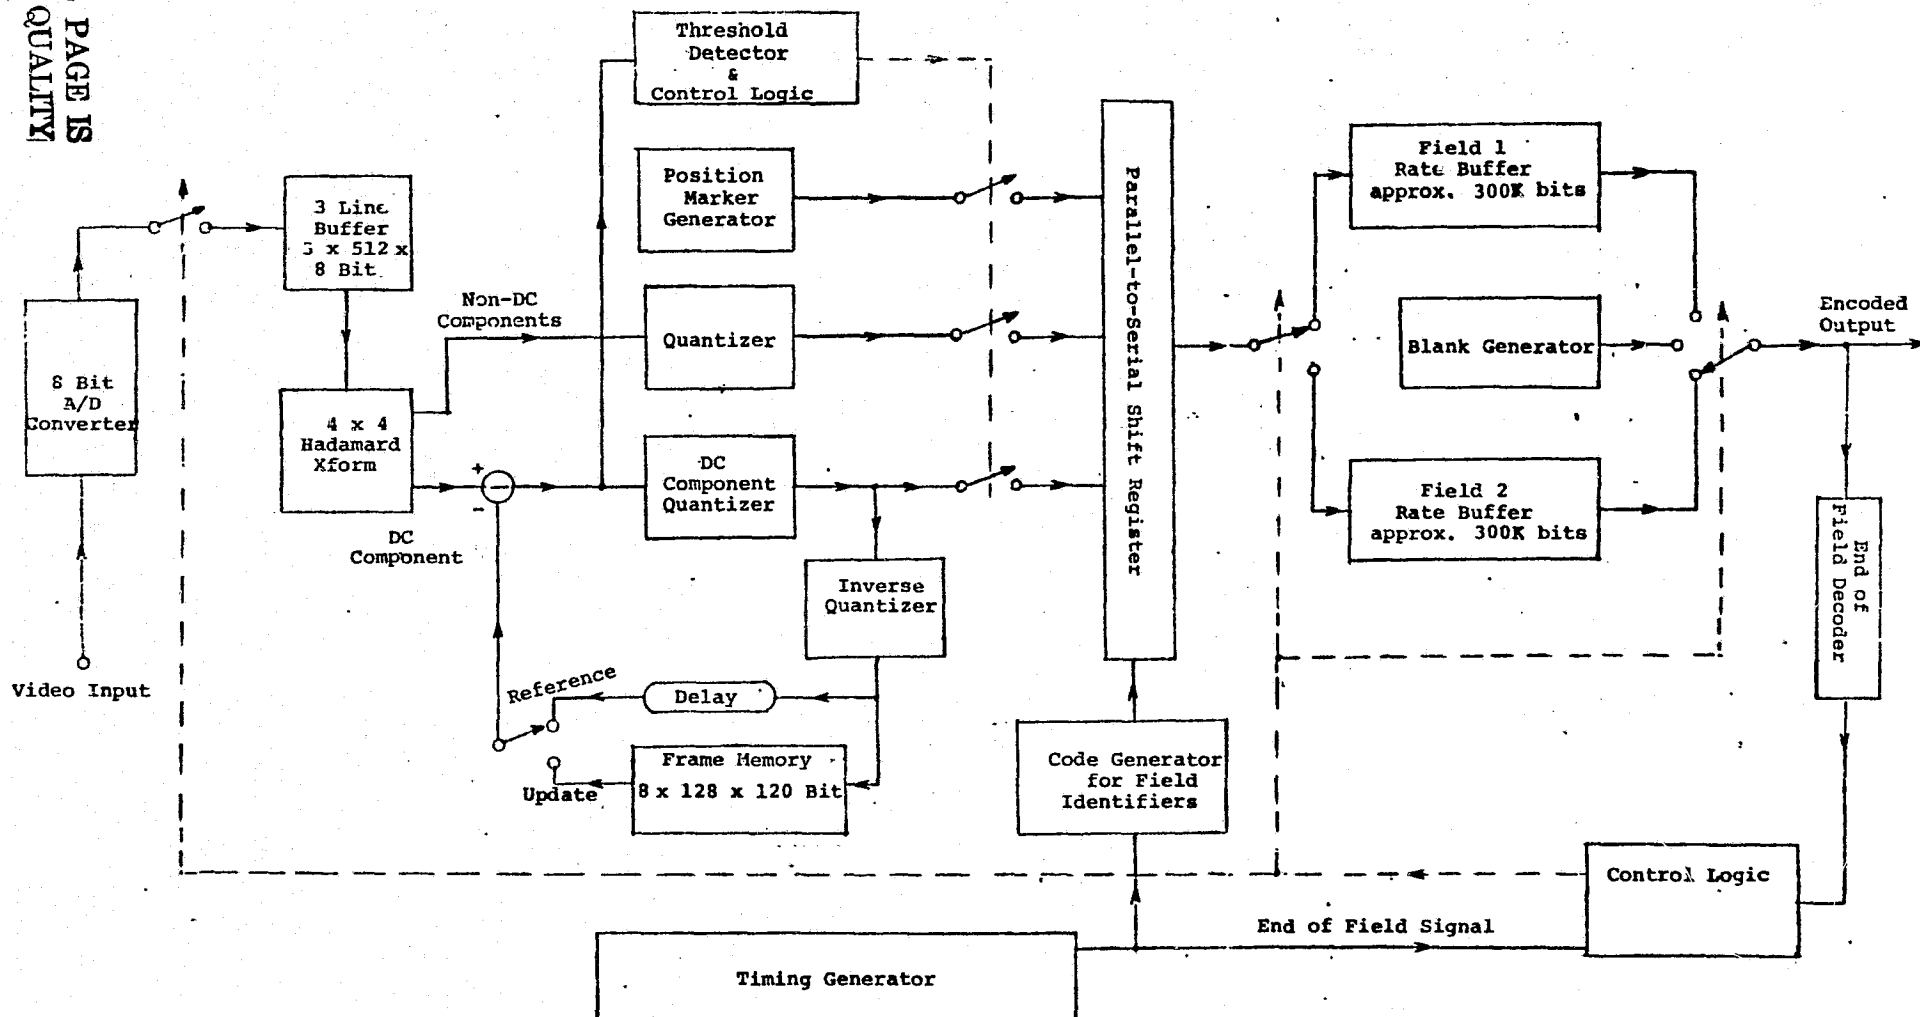 PAGE IS
QUALITY
Threshold
Detector
&
Control Logic
Position
Marker
Generator
3 Line
Buffer
x 512 x
8 Bit
Non-DC
Components
Quantizer
8 Bit
A/D
Converter
4 x 4
Hadamard
Xform
+
-
DC
Component
DC
Component
Quantizer
Inverse
Quantizer
Video Input
Reference
Delay
Update
Frame Memory
8 x 128 x 120 Bit
Parallel-to-Serial Shift Register
Code Generator
for Field
Identifiers
Field 1
Rate Buffer
approx. 300K bits
Blank Generator
Field 2
Rate Buffer
approx. 300K bits
Encoded
Output
End of
Field Decoder
Control Logic
End of Field Signal
Timing Generator